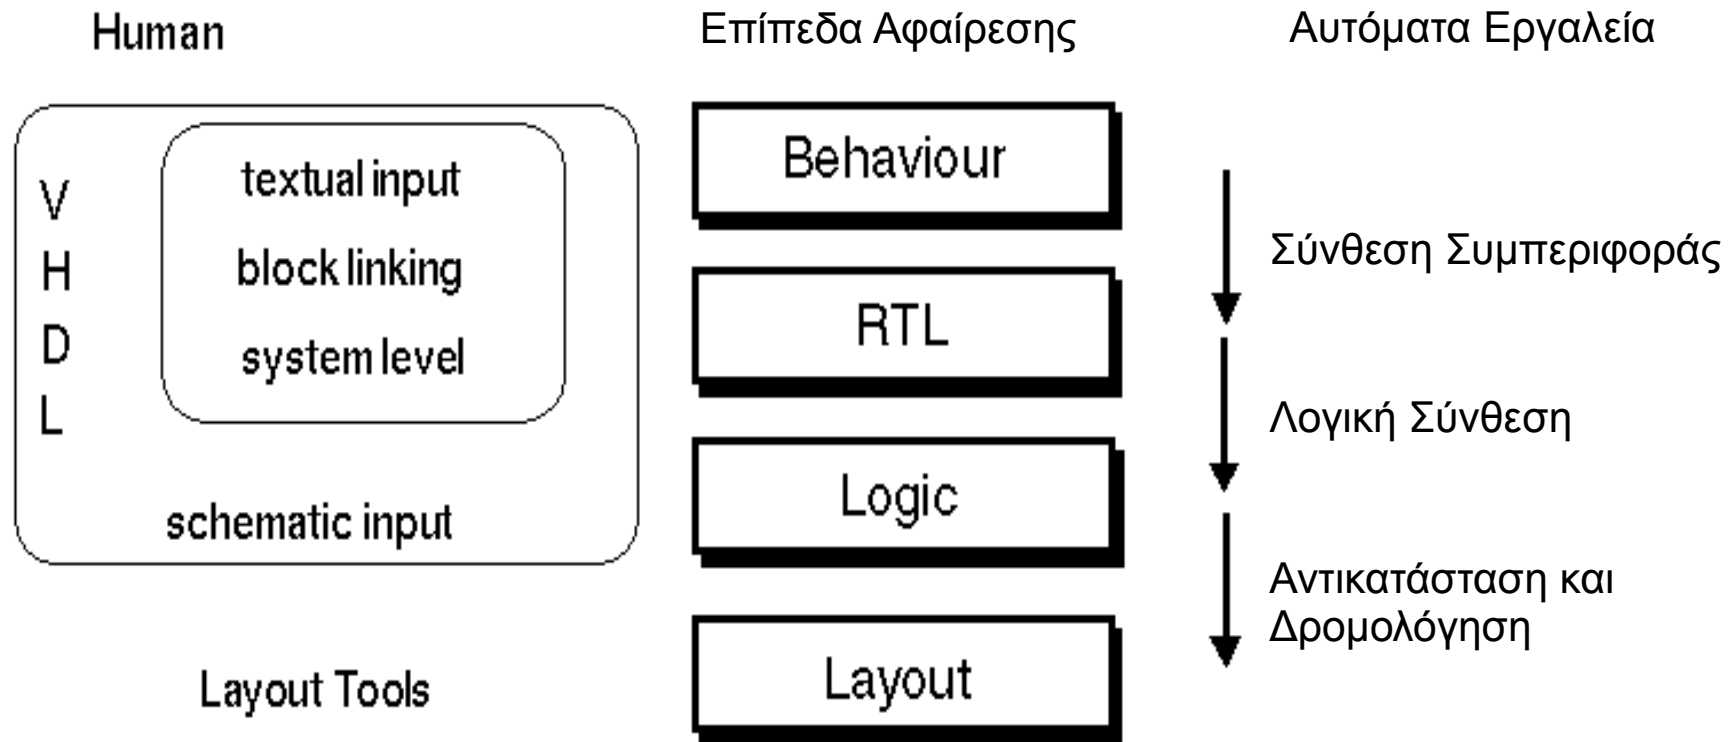 Human
Επίπεδα Αφαίρεσης
Αυτόματα Εργαλεία
V
H
D
L
textual input
block linking
system level
schematic input
Layout Tools
Behaviour
RTL
Logic
Layout
Σύνθεση Συμπεριφοράς
Λογική Σύνθεση
Αντικατάσταση και
Δρομολόγηση